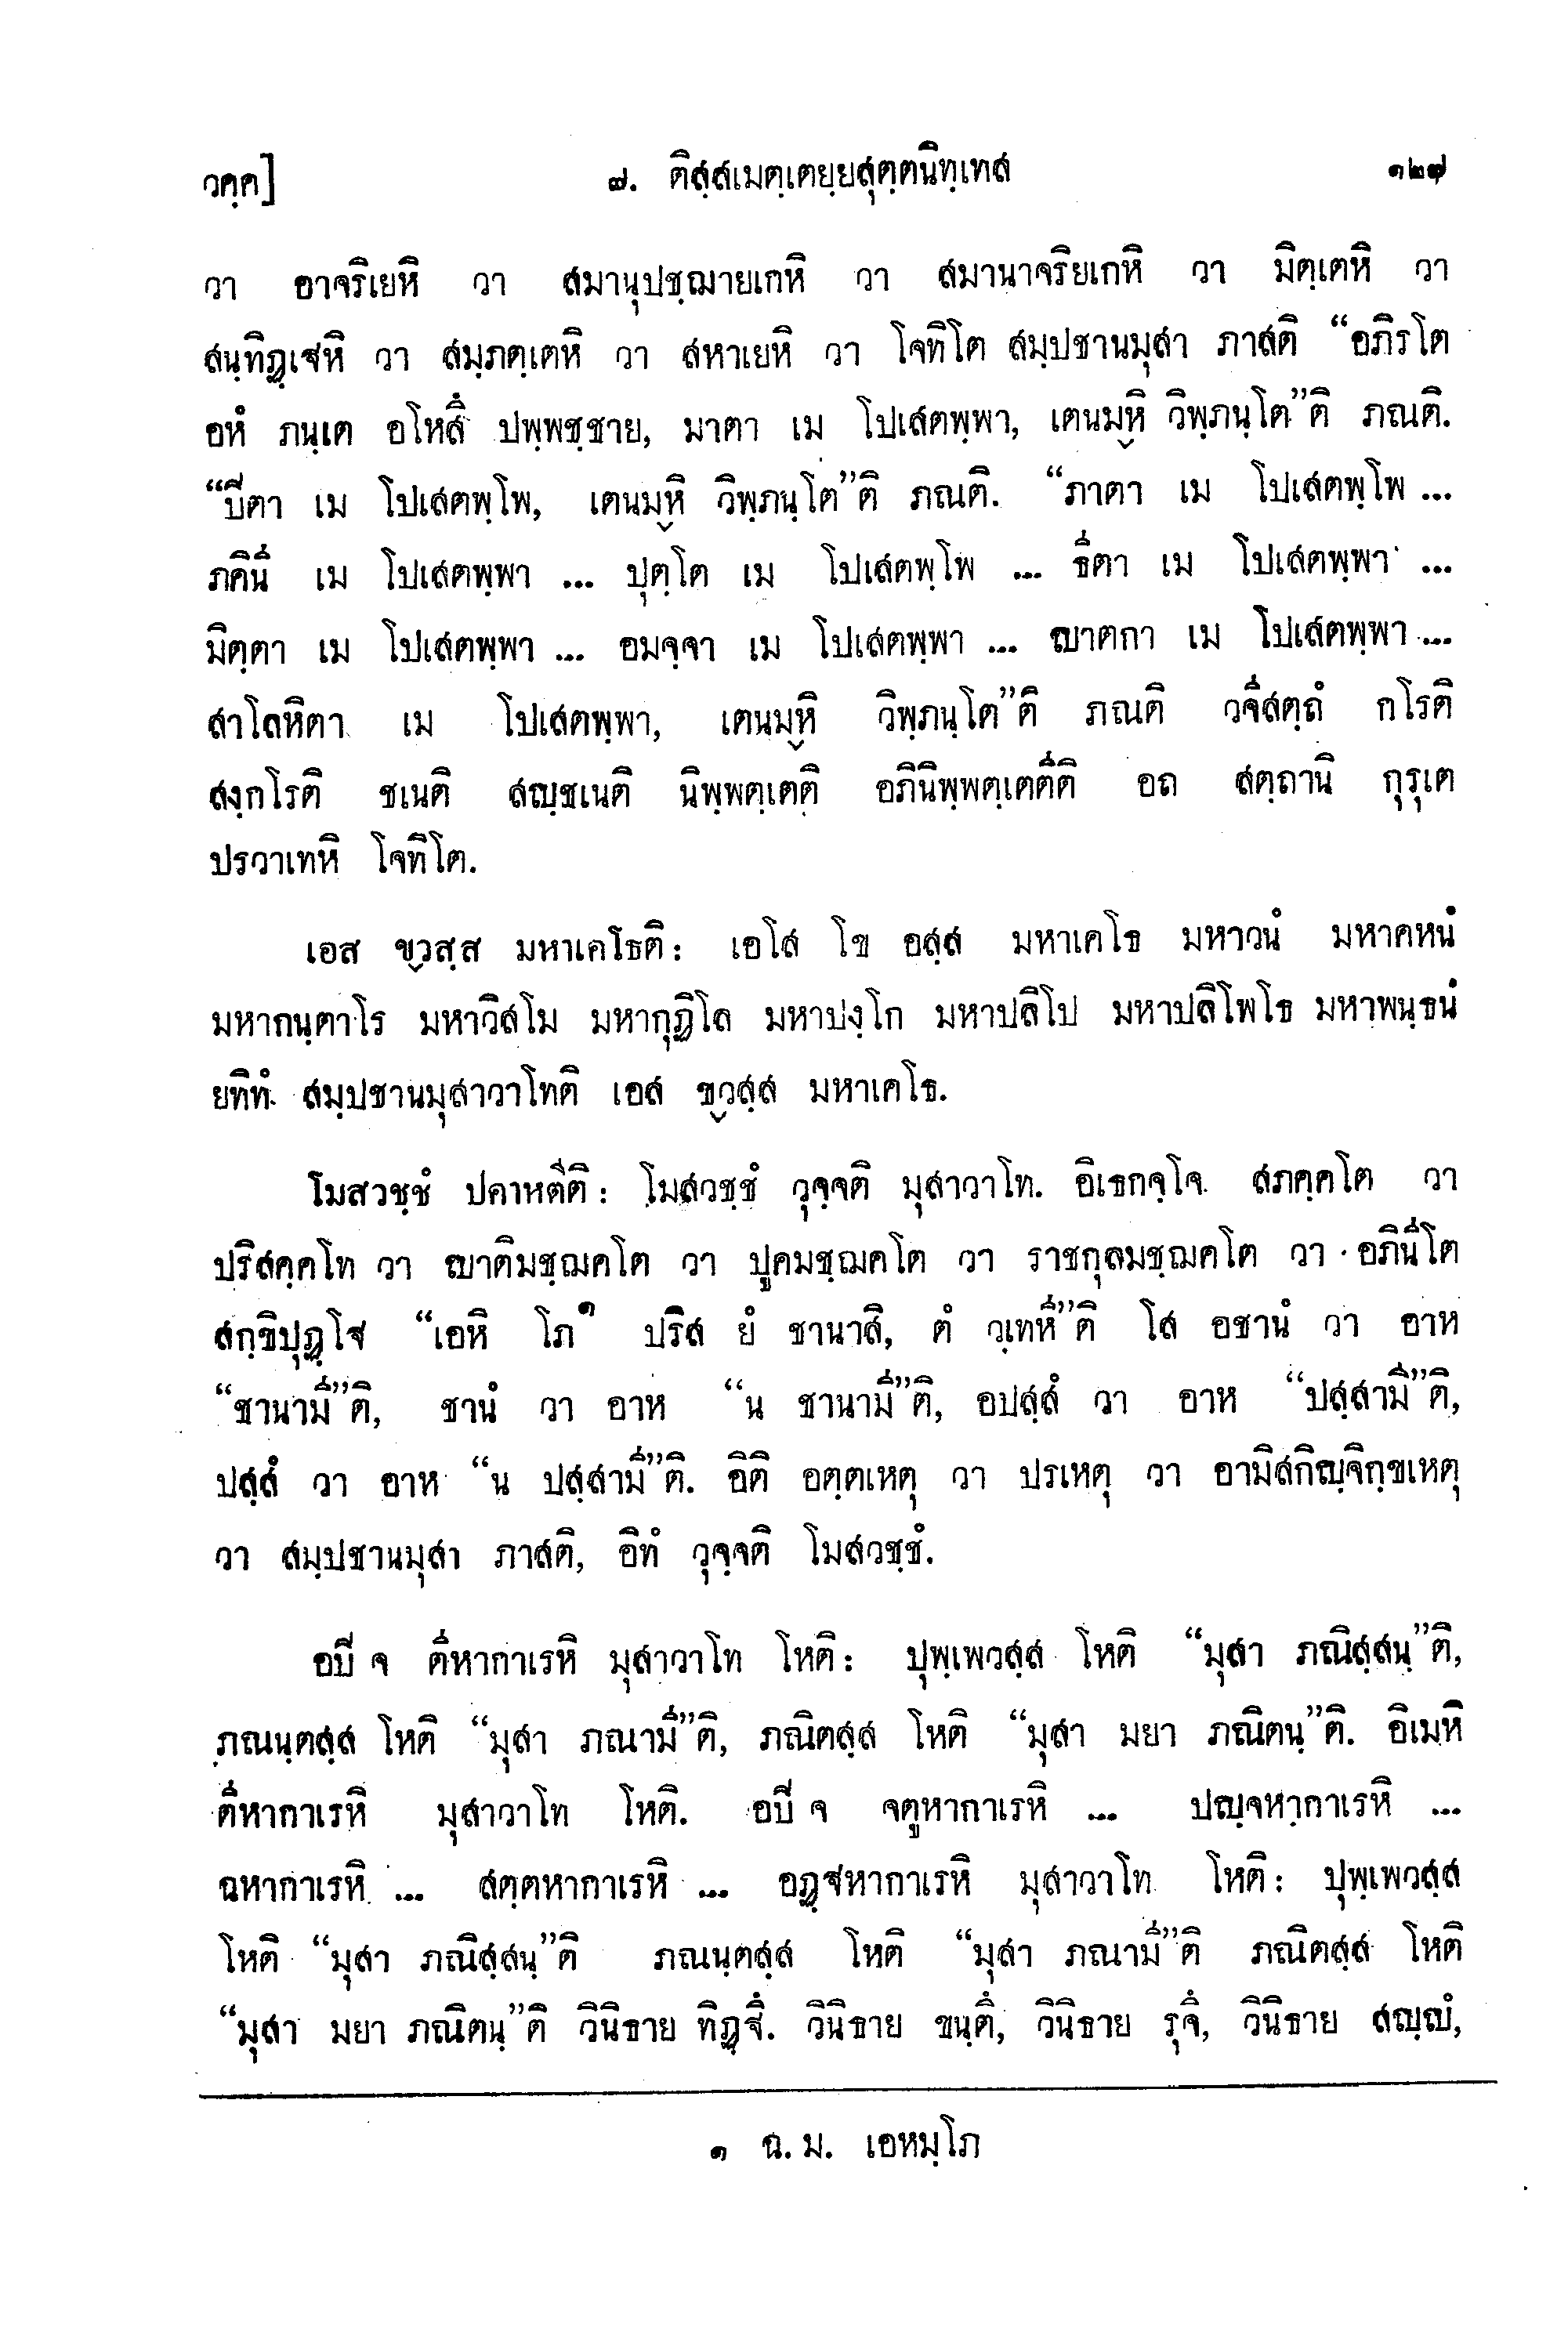 วคฺค] ๗. ติสฺสเมตฺเตยฺยสุตฺตนิทฺเทส ๑๒๗
วา อาจริเยหิ วา สมานุปชฺฌายเกหิ วา สมานาจริยเกหิ วา มิตฺเตหิ วา
สนฺทิฏฺเฐหิ วา สมฺภตฺเตหิ วา สหาเยหิ วา โจทิโต สมฺปชานมุสา ภาสติ “อภิรโต
อหํ ภนฺเต อโหสึ ปพฺพชฺชาย, มาตา เม โปเสตพฺพา, เตนมฺหิ วิพฺภนฺโต”ติ ภณติ.
“ปิตา เม โปเสตพฺโพ, เตนมฺหิ วิพฺภนฺโต”ติ ภณติ. “ภาตา เม โปเสตพฺโพ ...
ภคินี เม โปเสตพฺพา ... ปุตฺโต เม โปเสตพฺโพ ... ธีตา เม โปเสตพฺพา ...
มิตฺตา เม โปเสตพฺพา ... อมจฺจา เม โปเสตพฺพา ... ญาตกา เม โปเสตพฺพา ...
สาโลหิตา เม โปเสตพฺพา, เตนมฺหิ วิพฺภนฺโต”ติ ภณติ วจีสตฺถํ กโรติ
สงฺกโรติ ชเนติ สญฺชเนติ นิพฺพตฺเตติ อภินิพฺพตฺเตตีติ อถ สตฺถานิ กุรุเต
ปรวาเทหิ โจทิโต.
เอส ขฺวสฺส มหาเคโธติ: เอโส โข อสฺส มหาเคโธ มหาวนํ มหาคหนํ
มหากนฺตาโร มหาวิสโม มหากุฏิโล มหาปงฺโก มหาปลิโป มหาปลิโพโธ มหาพนฺธนํ
ยทิทํ สมฺปชานมุสาวาโทติ เอส ขฺวสฺส มหาเคโธ.
โมสวชฺชํ ปคาหตีติ: โมสวชฺชํ วุจฺจติ มุสาวาโท. อิเธกจฺโจ สภคฺคโต วา
ปริสคฺคโท วา ญาติมชฺฌคโต วา ปูคมชฺฌคโต วา ราชกุลมชฺฌคโต วา อภินีโต
สกฺขิปุฏฺโฐ “เอหิ โภ๑ ปริส ยํ ชานาสิ, ตํ วเทหี”ติ โส อชานํ วา อาห
“ชานามี”ติ, ชานํ วา อาห “น ชานามี”ติ, อปสฺสํ วา อาห “ปสฺสามี”ติ,
ปสฺสํ วา อาห “น ปสฺสามี”ติ. อิติ อตฺตเหตุ วา ปรเหตุ วา อามิสกิญฺจิกฺขเหตุ
วา สมฺปชานมุสา ภาสติ, อิทํ วุจฺจติ โมสวชฺชํ.
อปิ จ ตีหากาเรหิ มุสาวาโท โหติ: ปุพฺเพวสฺส โหติ “มุสา ภณิสฺสนฺ”ติ,
ภณนฺตสฺส โหติ “มุสา ภณามี”ติ, ภณิตสฺส โหติ “มุสา มยา ภณิตนฺ”ติ. อิเมหิ
ตีหากาเรหิ มุสาวาโท โหติ. อปิ จ จตูหากาเรหิ ... ปญฺจหากาเรหิ ...
ฉหากาเรหิ ... สตฺตหากาเรหิ ... อฏฺฐหากาเรหิ มุสาวาโท โหติ: ปุพฺเพวสฺส
โหติ “มุสา ภณิสฺสนฺ”ติ ภณนฺตสฺส โหติ “มุสา ภณามี”ติ ภณิตสฺส โหติ
“มุสา มยา ภณิตนฺ”ติ วินิธาย ทิฏฺฐึ. วินิธาย ขนฺตึ, วินิธาย รุจึ, วินิธาย สญฺญํ,
๑ ฉ. ม. เอหมฺโภ